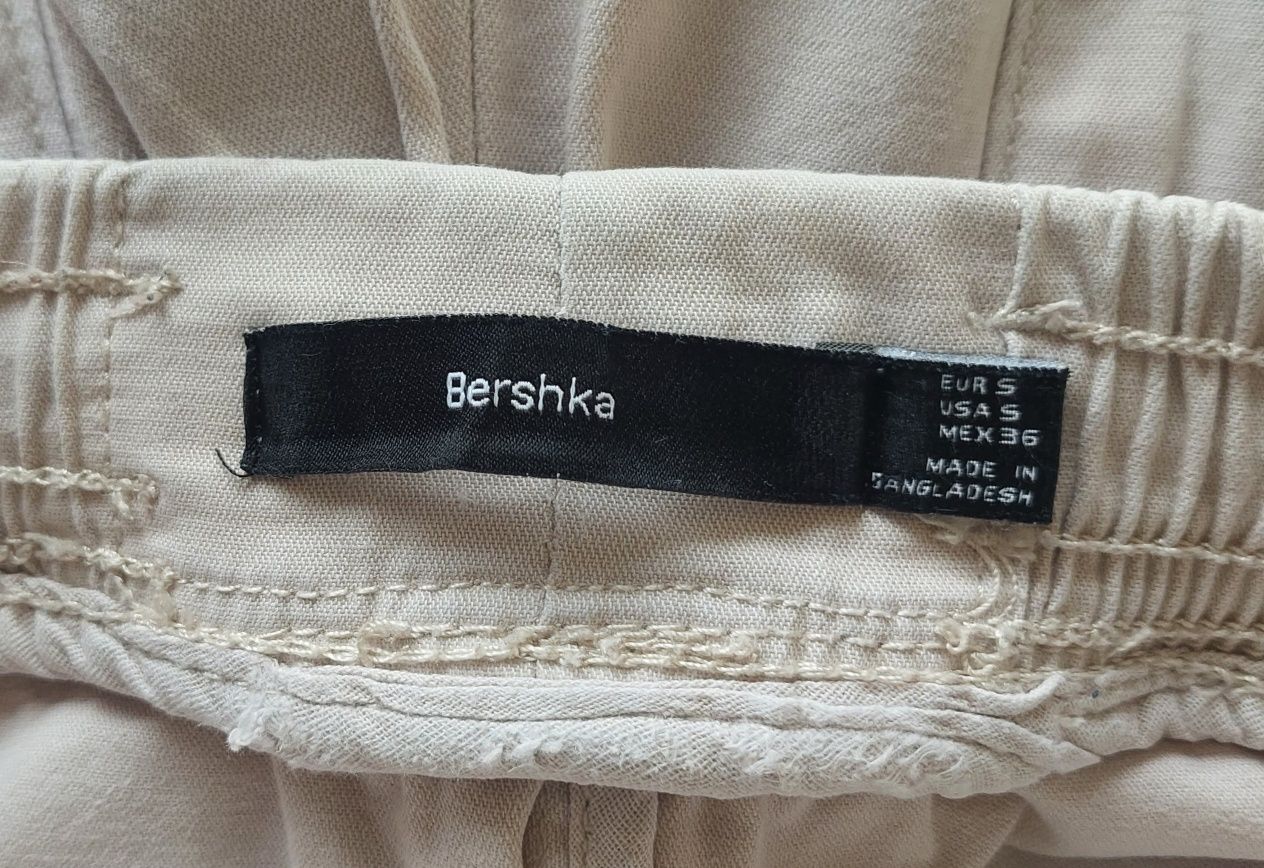 Bershka
EUR S
USA S
MEX 36
MADE IN
BANGLADESH